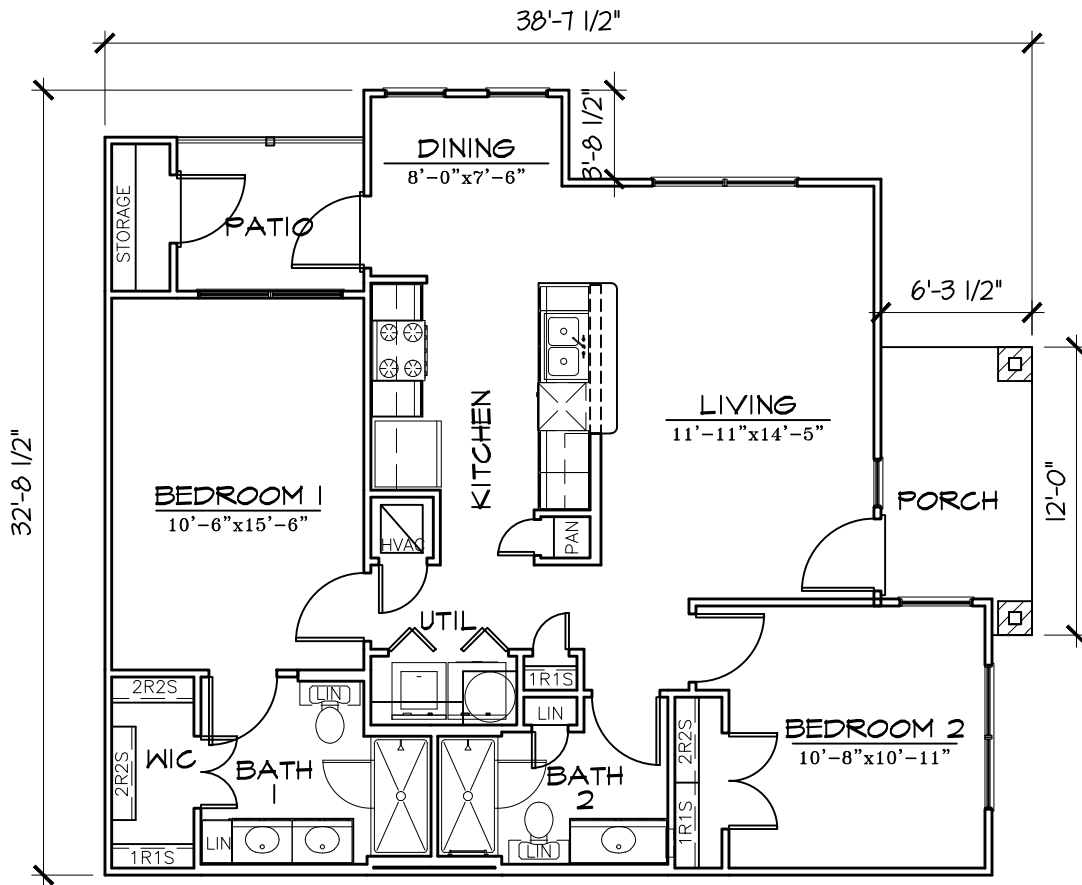 38'-7 1/2"
3'-8 1/2"
DINING
8'-0"x7'-6"
STORAGE
PATIO
6'-3 1/2"
LIVING
11'-11"x14'-5"
KITCHEN
32'-8 1/2"
BEDROOM 1
10'-6"x15'-6"
PORCH
12'-0"
HVAC
PAN
UTIL
2R2S
LIN
1R1S
LIN
BEDROOM 2
10'-8"x10'-11"
2R2S
WIC
2R2S
BATH
1
BATH
2
1R1S
LIN
LIN
1R1S